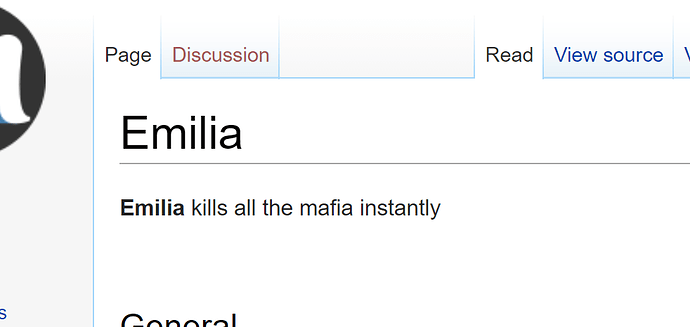 Page Discussion Read View source
Emilia
Emilia kills all the mafia instantly
General